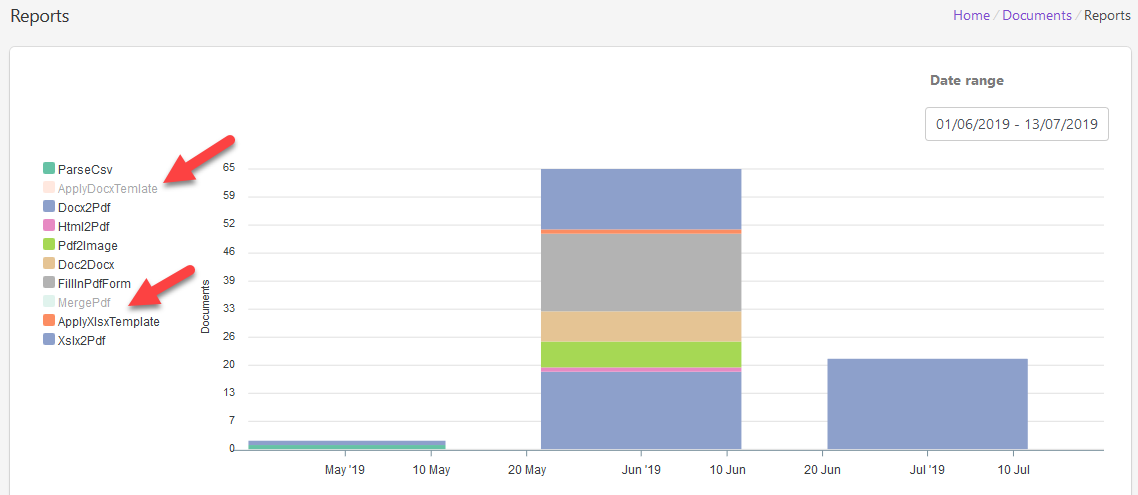 Reports
Home / Documents / Reports
Date range
01/06/2019 - 13/07/2019
ParseCsv
ApplyDocxTemlate
Docx2Pdf
Html2Pdf
Pdf2Image
Doc2Docx
FillInPdfForm
MergePdf
ApplyXlsxTemplate
Xslx2Pdf
Documents
65
59
52
46
39
33
26
20
13
7
0
May '19 10 May 20 May Jun '19 10 Jun 20 Jun Jul '19 10 Jul